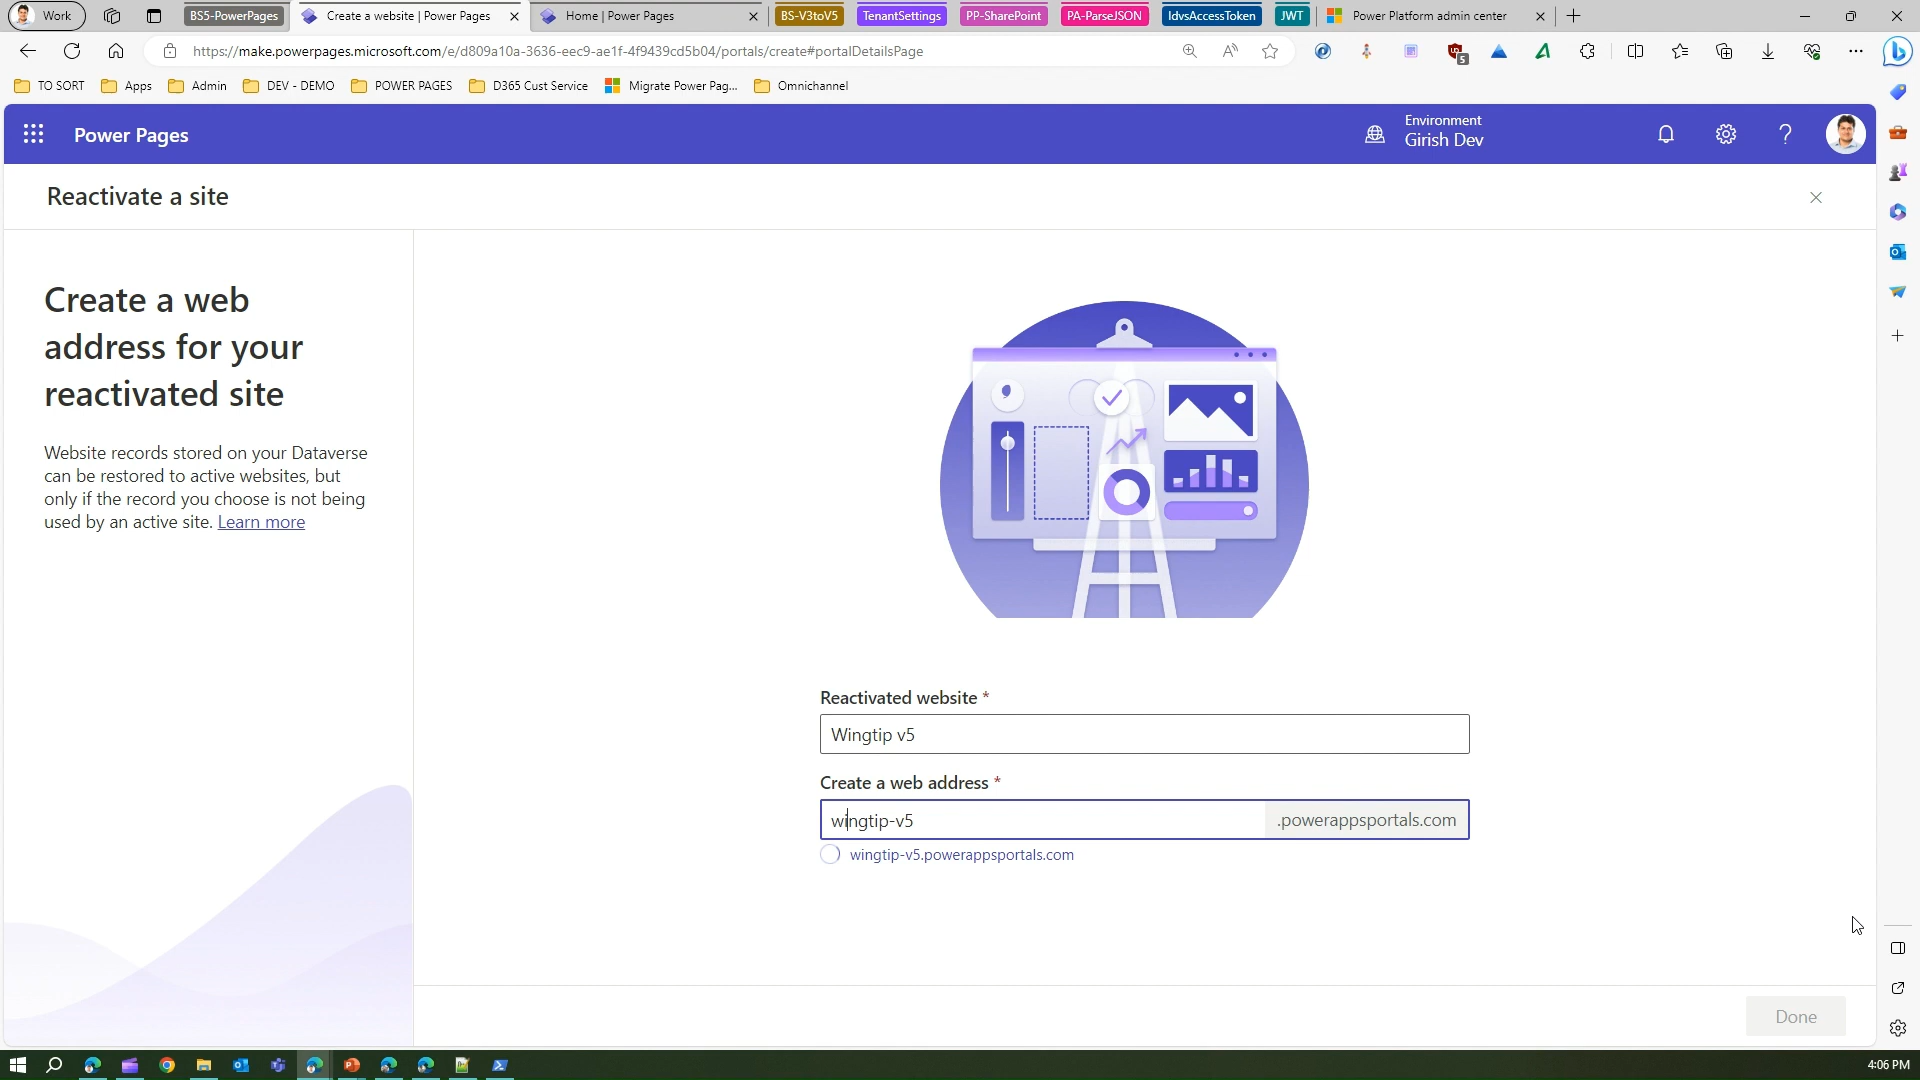 Work
BS5-PowerPages
Create a website | Power Pages
Home | Power Pages
BS-V3toV5
TenantSettings
PP-SharePoint
PA-ParseJSON
IdvsAccessToken
JWT
Power Platform admin center
https://make.powerpages.microsoft.com/e/d809a10a-3636-eec9-ae1f-4f9439cd5b04/portals/create#portalDetailsPage
5
TO SORT
Apps
Admin
DEV - DEMO
POWER PAGES
D365 Cust Service
Migrate Power Pag...
Omnichannel
Power Pages
Environment
Girish Dev
Reactivate a site
Create a web
address for your
reactivated site
Website records stored on your Dataverse
can be restored to active websites, but
only if the record you choose is not being
used by an active site. Learn more
Reactivated website *
Wingtip v5
Create a web address *
wingtip-v5
.powerappsportals.com
wingtip-v5.powerappsportals.com
Done
4:06 PM